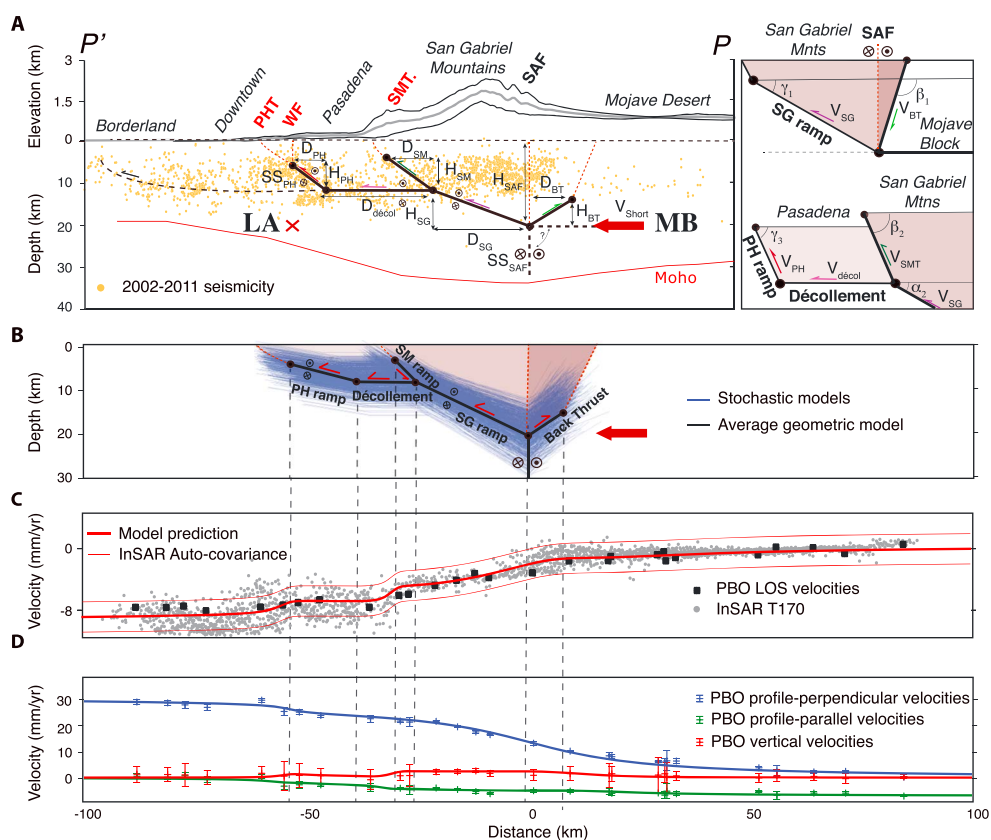 A
P'
San Gabriel
Mountains
SAF
Downtown
PHT
WF
Pasadena
SMT.
Borderland
Mojave Desert
Elevation (km)
3
1.5
0
D_PH
D_SM
SS_PH
H_PH
H_SM
H_SAF
D_BT
D_décol
H_SG
H_BT
V_Short
LA
MB
D_SG
?
SS_SAF
Moho
2002-2011 seismicity
Depth (km)
10
20
30
40
P
San Gabriel
Mnts
SAF
γ1
β1
V_SG
V_BT
SG ramp
Mojave
Block
San Gabriel
Mnts
Pasadena
β2
γ3
V_PH
V_SMT
V_décol
PH ramp
Décollement
α2
V_SG
B
Depth (km)
0
10
20
30
SM ramp
PH ramp
Décollement
SG ramp
Back Thrust
Stochastic models
Average geometric model
C
Velocity (mm/yr)
0
-8
Model prediction
InSAR Auto-covariance
PBO LOS velocities
InSAR T170
D
Velocity (mm/yr)
30
20
10
0
PBO profile-perpendicular velocities
PBO profile-parallel velocities
PBO vertical velocities
-100
-50
0
50
100
Distance (km)